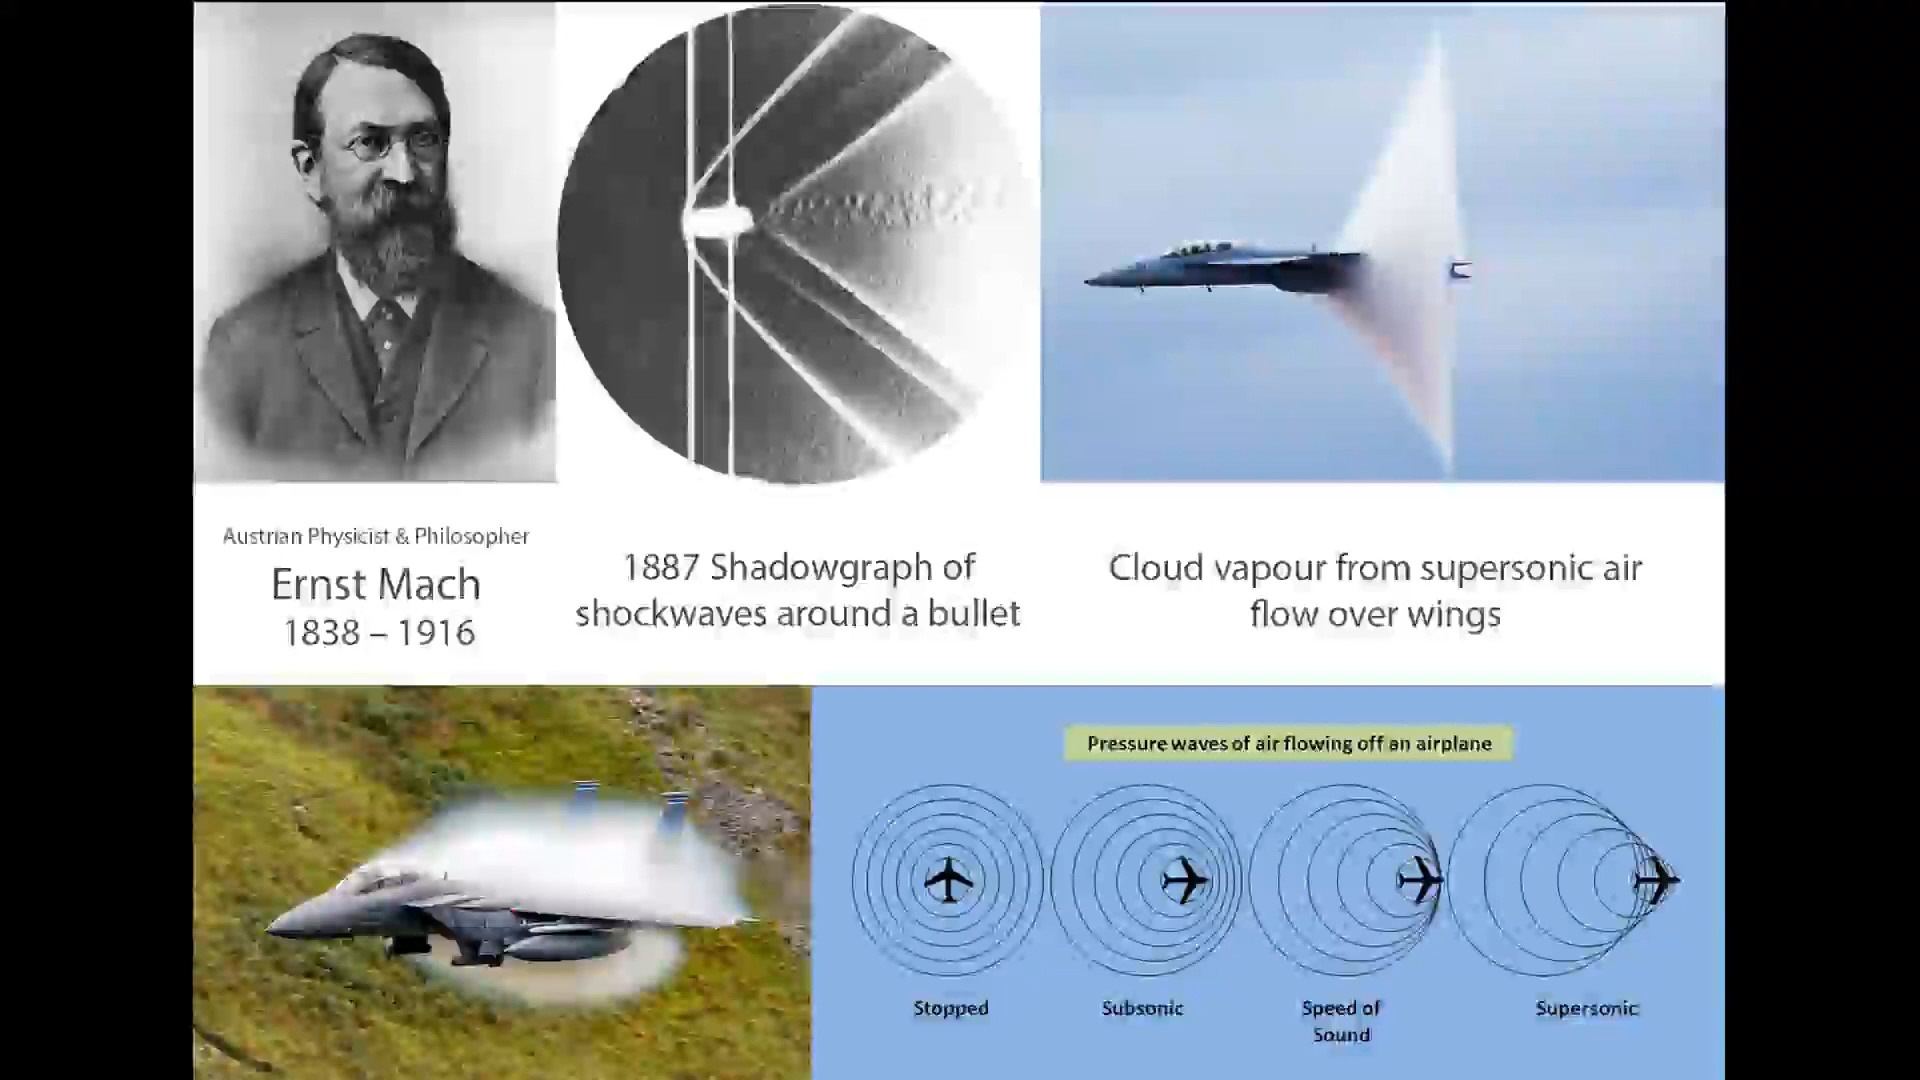 Austrian Physicist & Philosopher
Ernst Mach
1838 – 1916
1887 Shadowgraph of
shockwaves around a bullet
Cloud vapour from supersonic air
flow over wings
Pressure waves of air flowing off an airplane
Stopped
Subsonic
Speed of
Sound
Supersonic